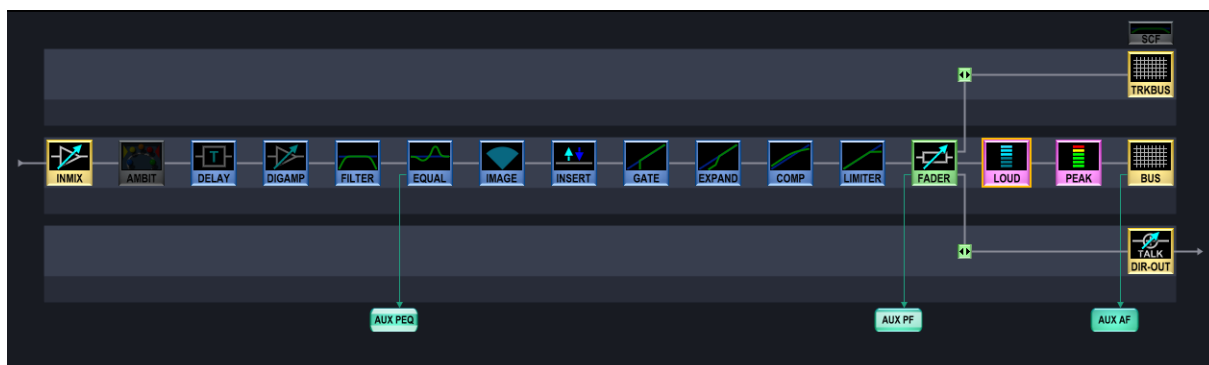 SCF
TRKBUS
INMIX AMBIT T DELAY DIGAMP FILTER EQUAL IMAGE INSERT GATE EXPAND COMP LIMITER FADER LOUD PEAK BUS
TALK
DIR-OUT
AUX PEQ AUX PF AUX AF